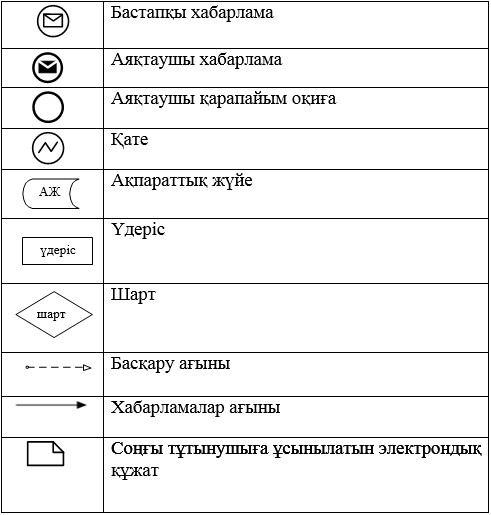 Бастапқы хабарлама
Аяқтаушы хабарлама
Аяқтаушы қарапайым оқиға
Қате
АЖ
Ақпараттық жүйе
үдеріс
Үдеріс
шарт
Шарт
Басқару ағыны
Хабарламалар ағыны
Соңғы тұтынушыға ұсынылатын электрондық
құжат